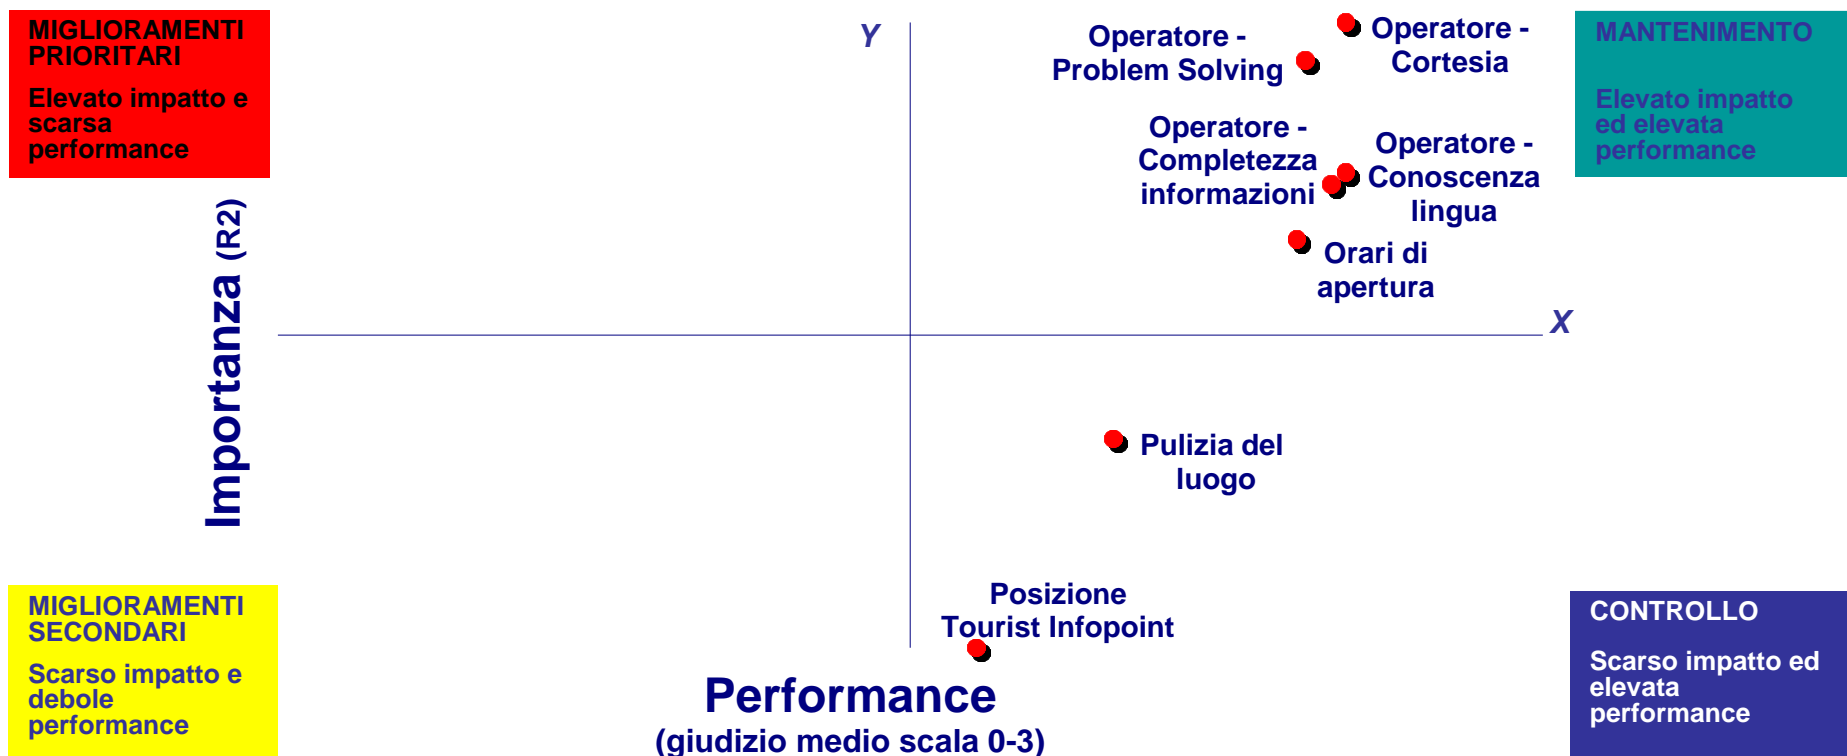 MIGLIORAMENTI
PRIORITARI
Elevato impatto e
scarsa
performance
Y
Operatore -
Problem Solving
Operatore -
Cortesia
MANTENIMENTO
Elevato impatto
ed elevata
performance
Operatore -
Completezza
informazioni
Operatore -
Conoscenza
lingua
Orari di
apertura
X
Importanza (R2)
Pulizia del
luogo
Posizione
Tourist Infopoint
MIGLIORAMENTI
SECONDARI
Scarso impatto e
debole
performance
Performance
(giudizio medio scala 0-3)
CONTROLLO
Scarso impatto ed
elevata
performance